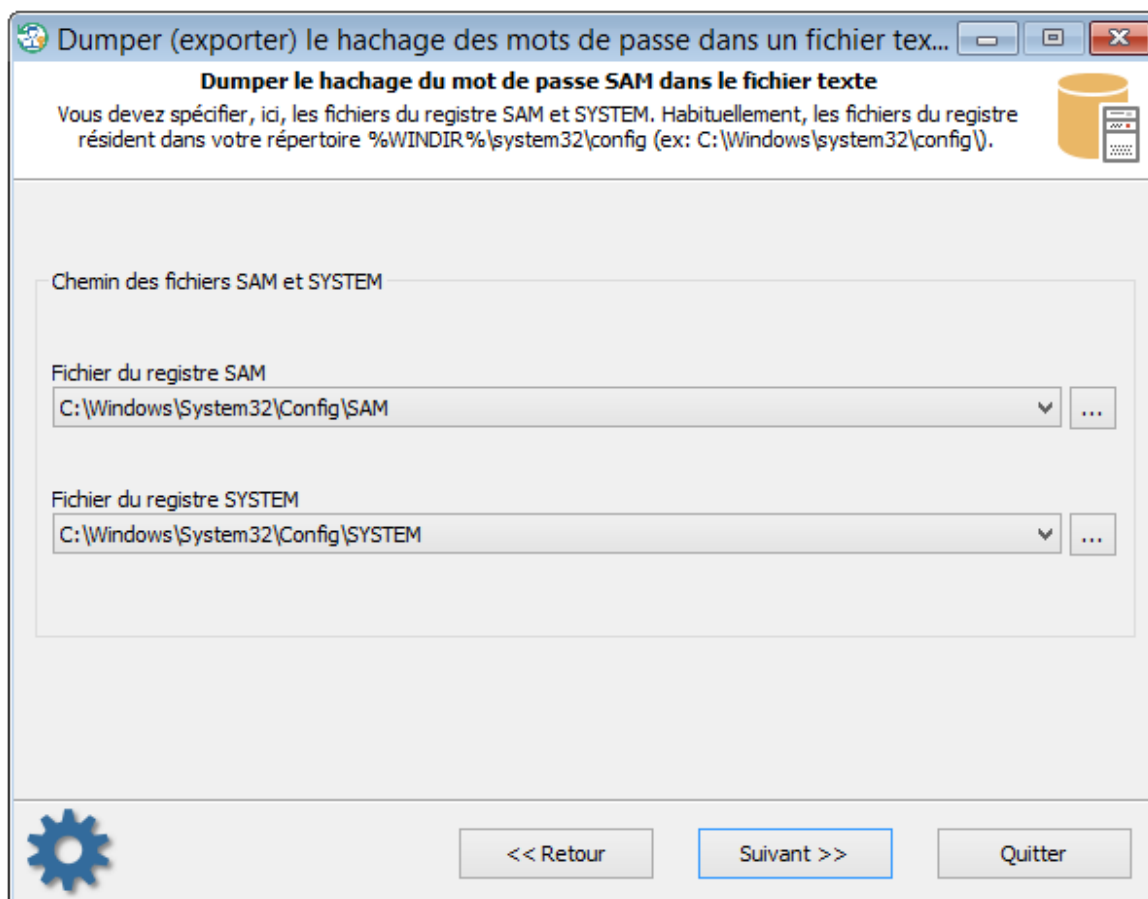 Dumper (exporter) le hachage des mots de passe dans un fichier tex...
Dumper le hachage du mot de passe SAM dans le fichier texte
Vous devez spécifier, ici, les fichiers du registre SAM et SYSTEM. Habituellement, les fichiers du registre
résident dans votre répertoire %WINDIR%\system32\config (ex: C:\Windows\system32\config\).
Chemin des fichiers SAM et SYSTEM
Fichier du registre SAM
C:\Windows\System32\Config\SAM
...
Fichier du registre SYSTEM
C:\Windows\System32\Config\SYSTEM
...
<< Retour
Suivant >>
Quitter